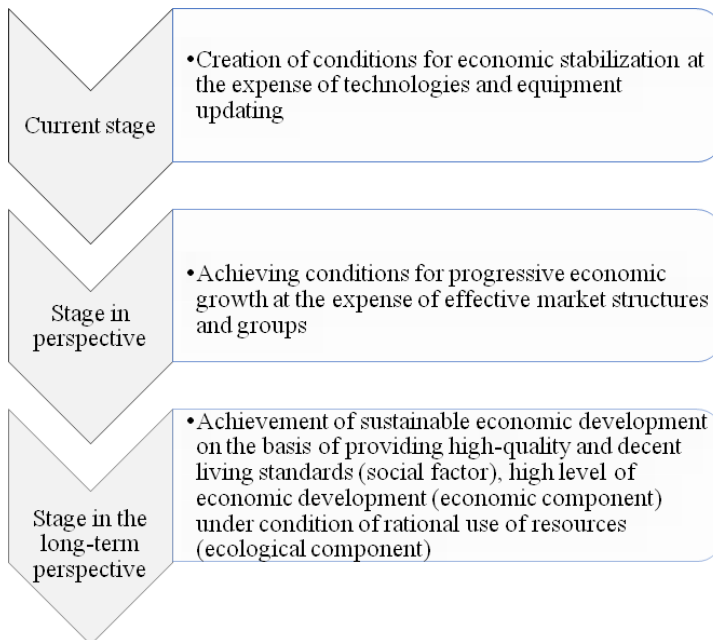 Current stage
•Creation of conditions for economic stabilization at
the expense of technologies and equipment
updating
Stage in
perspective
•Achieving conditions for progressive economic
growth at the expense of effective market structures
and groups
Stage in the
long-term
perspective
•Achievement of sustainable economic development
on the basis of providing high-quality and decent
living standards (social factor), high level of
economic development (economic component)
under condition of rational use of resources
(ecological component)